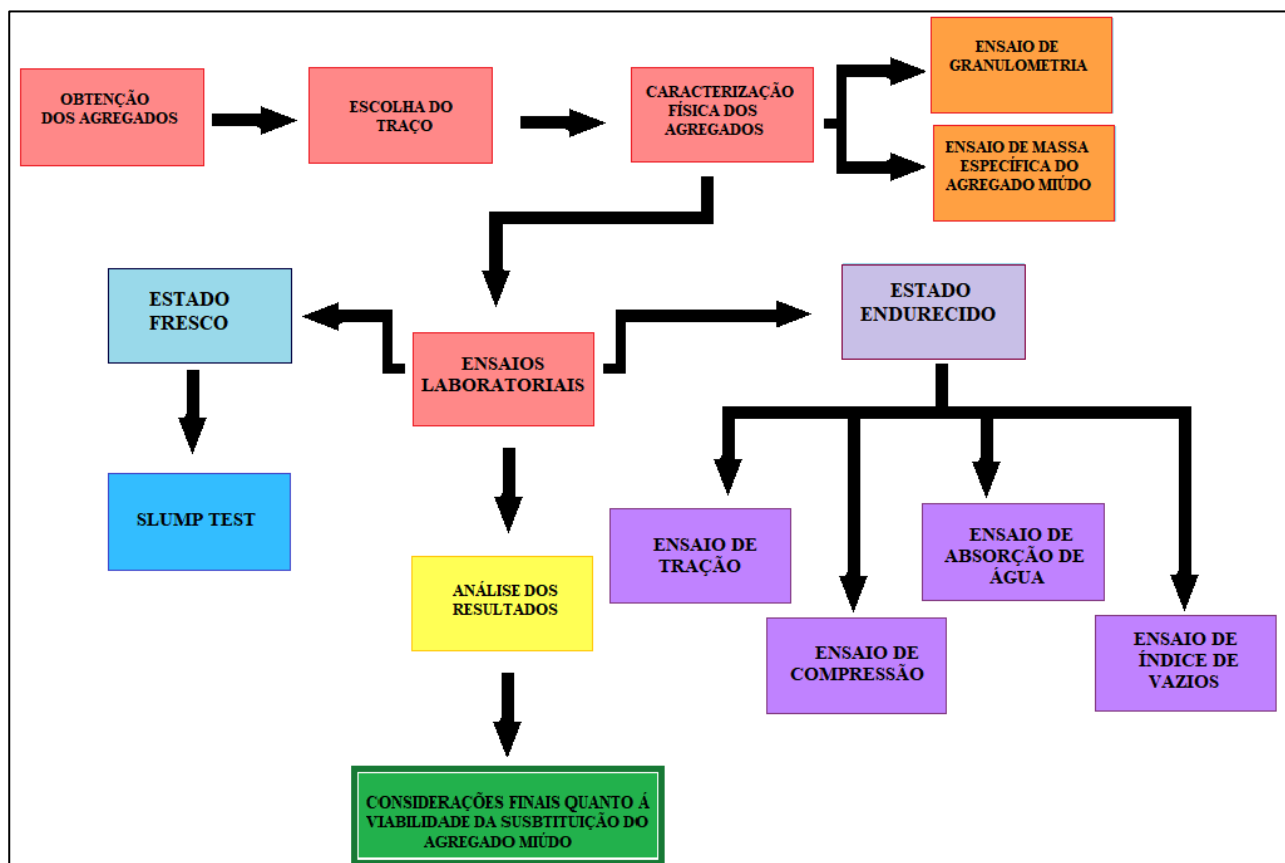 OBTENÇÃO
DOS AGREGADOS
ESCOLHA DO
TRAÇO
CARACTERIZAÇÃO
FÍSICA DOS
AGREGADOS
ENSAIO DE
GRANULOMETRIA
ENSAIO DE MASSA
ESPECÍFICA DO
AGREGADO MIÚDO
ESTADO
FRESCO
ENSAIOS
LABORATORIAIS
ESTADO
ENDURECIDO
SLUMP TEST
ENSAIO DE
TRAÇÃO
ENSAIO DE
COMPRESSÃO
ENSAIO DE
ABSORÇÃO DE
ÁGUA
ENSAIO DE
ÍNDICE DE
VAZIOS
ANÁLISE DOS
RESULTADOS
CONSIDERAÇÕES FINAIS QUANTO Á
VIABILIDADE DA SUSBTITUIÇÃO DO
AGREGADO MIÚDO